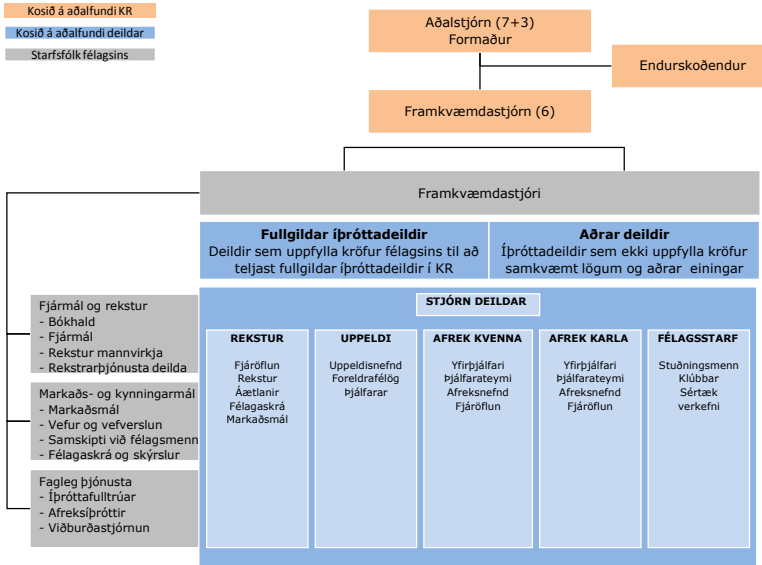 Kosið á aðalfundi KR
Kosið á aðalfundi deildar
Starfsfólk félagsins
Aðalstjórn (7+3)
Formaður
Endurskoðendur
Framkvæmdastjórn (6)
Framkvæmdastjóri
Fullgildar íþróttadeildir
Deildir sem uppfylla kröfur félagsins til að
teljast fullgildar íþróttadeildir í KR
Aðrar deildir
Íþróttadeildir sem ekki uppfylla kröfur
samkvæmt lögum og aðrar einingar
Fjármál og rekstur
- Bókhald
- Fjármál
- Rekstur mannvirkja
- Rekstrarþjónusta deilda
Markaðs- og kynningarmál
- Markaðsmál
- Vefur og vefverslun
- Samskipti við félagsmenn
- Félagaskrá og skýrslur
Fagleg þjónusta
- Íþróttafulltrúar
- Afreksíþróttir
- Viðburðastjórnun
STJÓRN DEILDAR
REKSTUR
Fjáröflun
Rekstur
Áætlanir
Félagaskrá
Markaðsmál
UPPELDI
Uppeldisnefnd
Foreldrafélög
Þjálfarar
AFREK KVENNA
Yfirþjálfari
Þjálfarateymi
Afreksnefnd
Fjáröflun
AFREK KARLA
Yfirþjálfari
Þjálfarateymi
Afreksnefnd
Fjáröflun
FÉLAGSSTARF
Stuðningsmenn
Klúbbar
Sértæk
verkefni